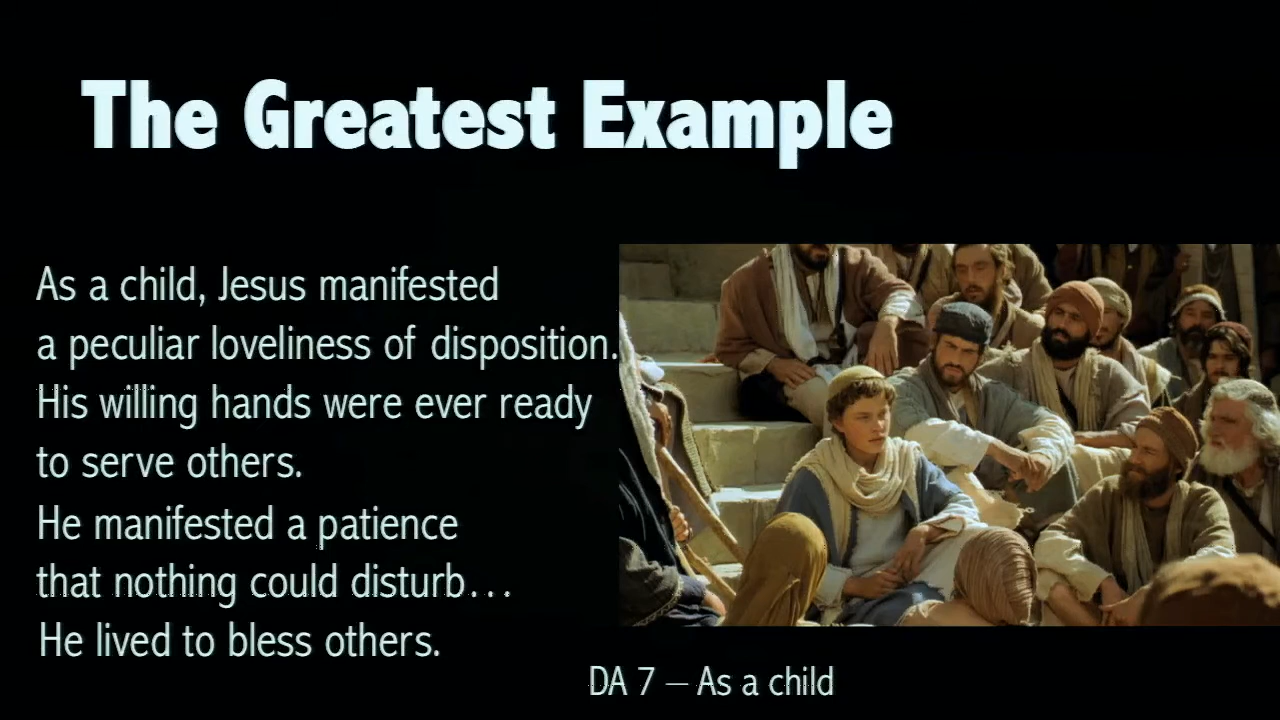 The Greatest Example
As a child, Jesus manifested
a peculiar loveliness of disposition.
His willing hands were ever ready
to serve others.
He manifested a patience
that nothing could disturb...
He lived to bless others.
DA 7 – As a child